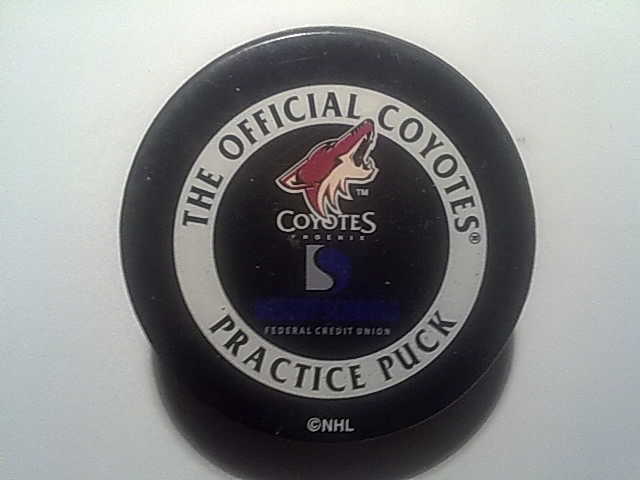 THE OFFICIAL COYOTES®
TM
COYOTES
PHOENIX
FEDERAL CREDIT UNION
PRACTICE PUCK
©NHL